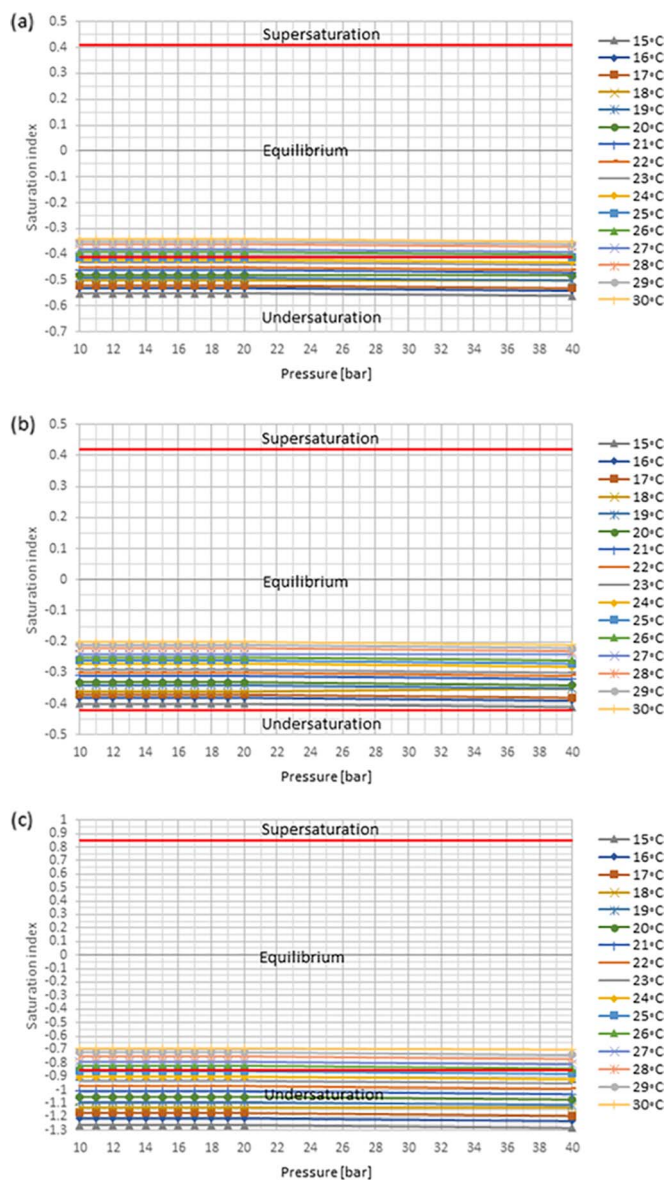 (a)
Supersaturation
0.5
0.4
0.3
0.2
0.1
0
-0.1
-0.2
-0.3
-0.4
-0.5
-0.6
-0.7
Saturation index
Equilibrium
Undersaturation
10 12 14 16 18 20 22 24 26 28 30 32 34 36 38 40
Pressure [bar]
15°C
16°C
17°C
18°C
19°C
20°C
21°C
22°C
23°C
24°C
25°C
26°C
27°C
28°C
29°C
30°C
(b)
Supersaturation
0.5
0.4
0.3
0.2
0.1
0
-0.1
-0.2
-0.3
-0.4
-0.5
Saturation index
Equilibrium
Undersaturation
10 12 14 16 18 20 22 24 26 28 30 32 34 36 38 40
Pressure [bar]
15°C
16°C
17°C
18°C
19°C
20°C
21°C
22°C
23°C
24°C
25°C
26°C
27°C
28°C
29°C
30°C
(c)
Supersaturation
1
0.9
0.8
0.7
0.6
0.5
0.4
0.3
0.2
0.1
0
-0.1
-0.2
-0.3
-0.4
-0.5
-0.6
-0.7
-0.8
-0.9
-1
-1.1
-1.2
-1.3
Saturation index
Equilibrium
Undersaturation
10 12 14 16 18 20 22 24 26 28 30 32 34 36 38 40
Pressure [bar]
15°C
16°C
17°C
18°C
19°C
20°C
21°C
22°C
23°C
24°C
25°C
26°C
27°C
28°C
29°C
30°C